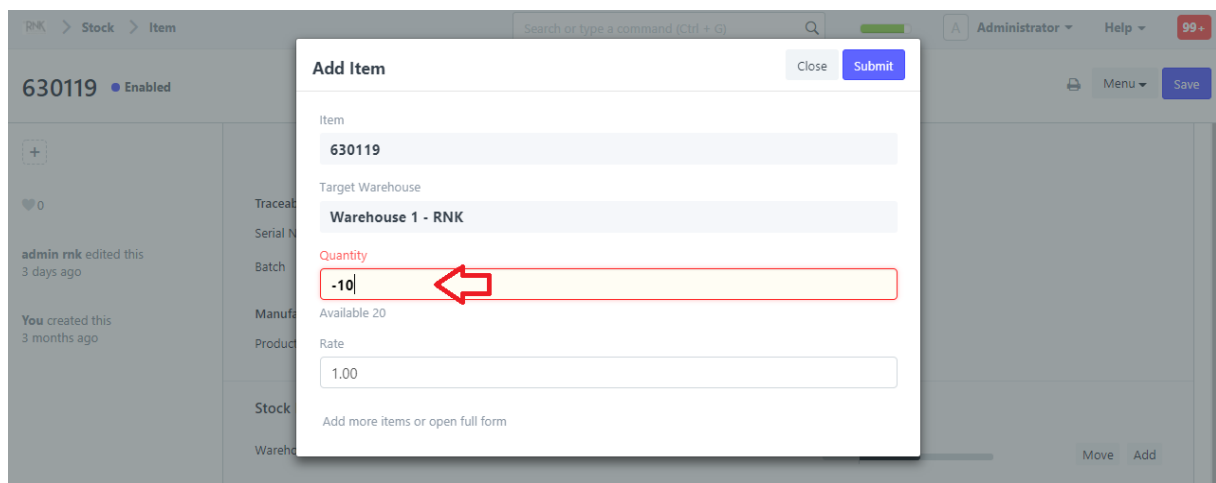 RNK > Stock > Item
Search or type a command (Ctrl + G)
A Administrator Help 99+
630119 Enabled
Menu Save
Add Item
Close Submit
Item
630119
Target Warehouse
Warehouse 1 - RNK
Quantity
-10
Available 20
Rate
1.00
Add more items or open full form
+
0
admin rnk edited this
3 days ago
You created this
3 months ago
Serial N
Batch
Stock
Move Add